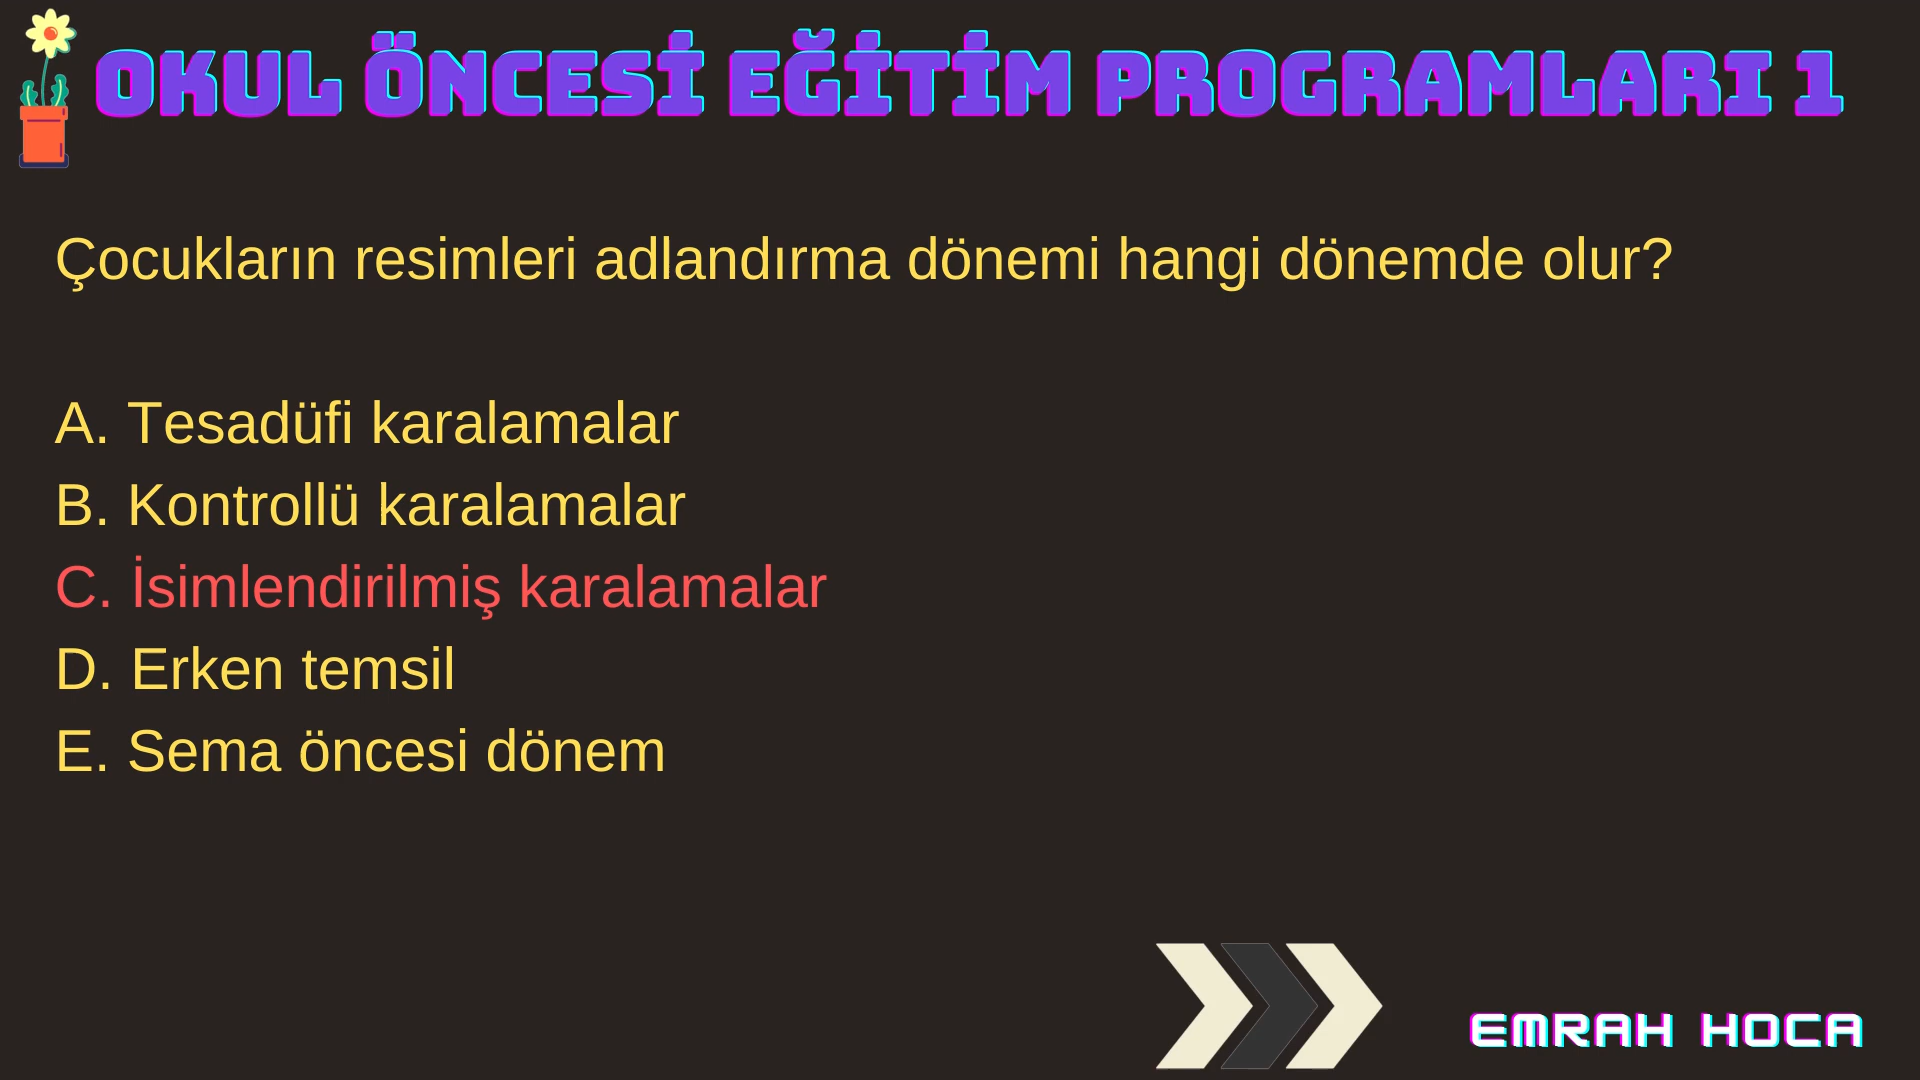 OKUL ÖNCESİ EĞİTİM PROGRAMLARI 1
Çocukların resimleri adlandırma dönemi hangi dönemde olur?
A. Tesadüfi karalamalar
B. Kontrollü karalamalar
C. İsimlendirilmiş karalamalar
D. Erken temsil
E. Sema öncesi dönem
EMRAH HOCA